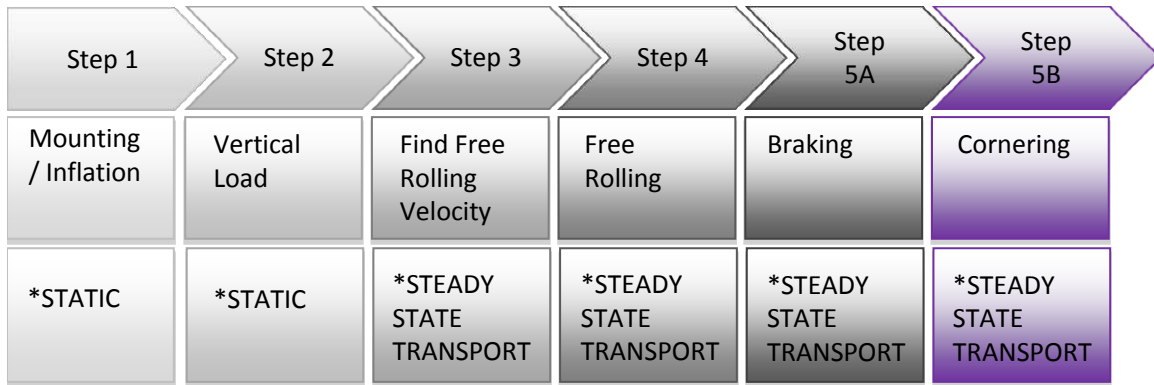 Step 1
Step 2
Step 3
Step 4
Step
5A
Step
5B
Mounting
/ Inflation
Vertical
Load
Find Free
Rolling
Velocity
Free
Rolling
Braking
Cornering
*STATIC
*STATIC
*STEADY
STATE
TRANSPORT
*STEADY
STATE
TRANSPORT
*STEADY
STATE
TRANSPORT
*STEADY
STATE
TRANSPORT